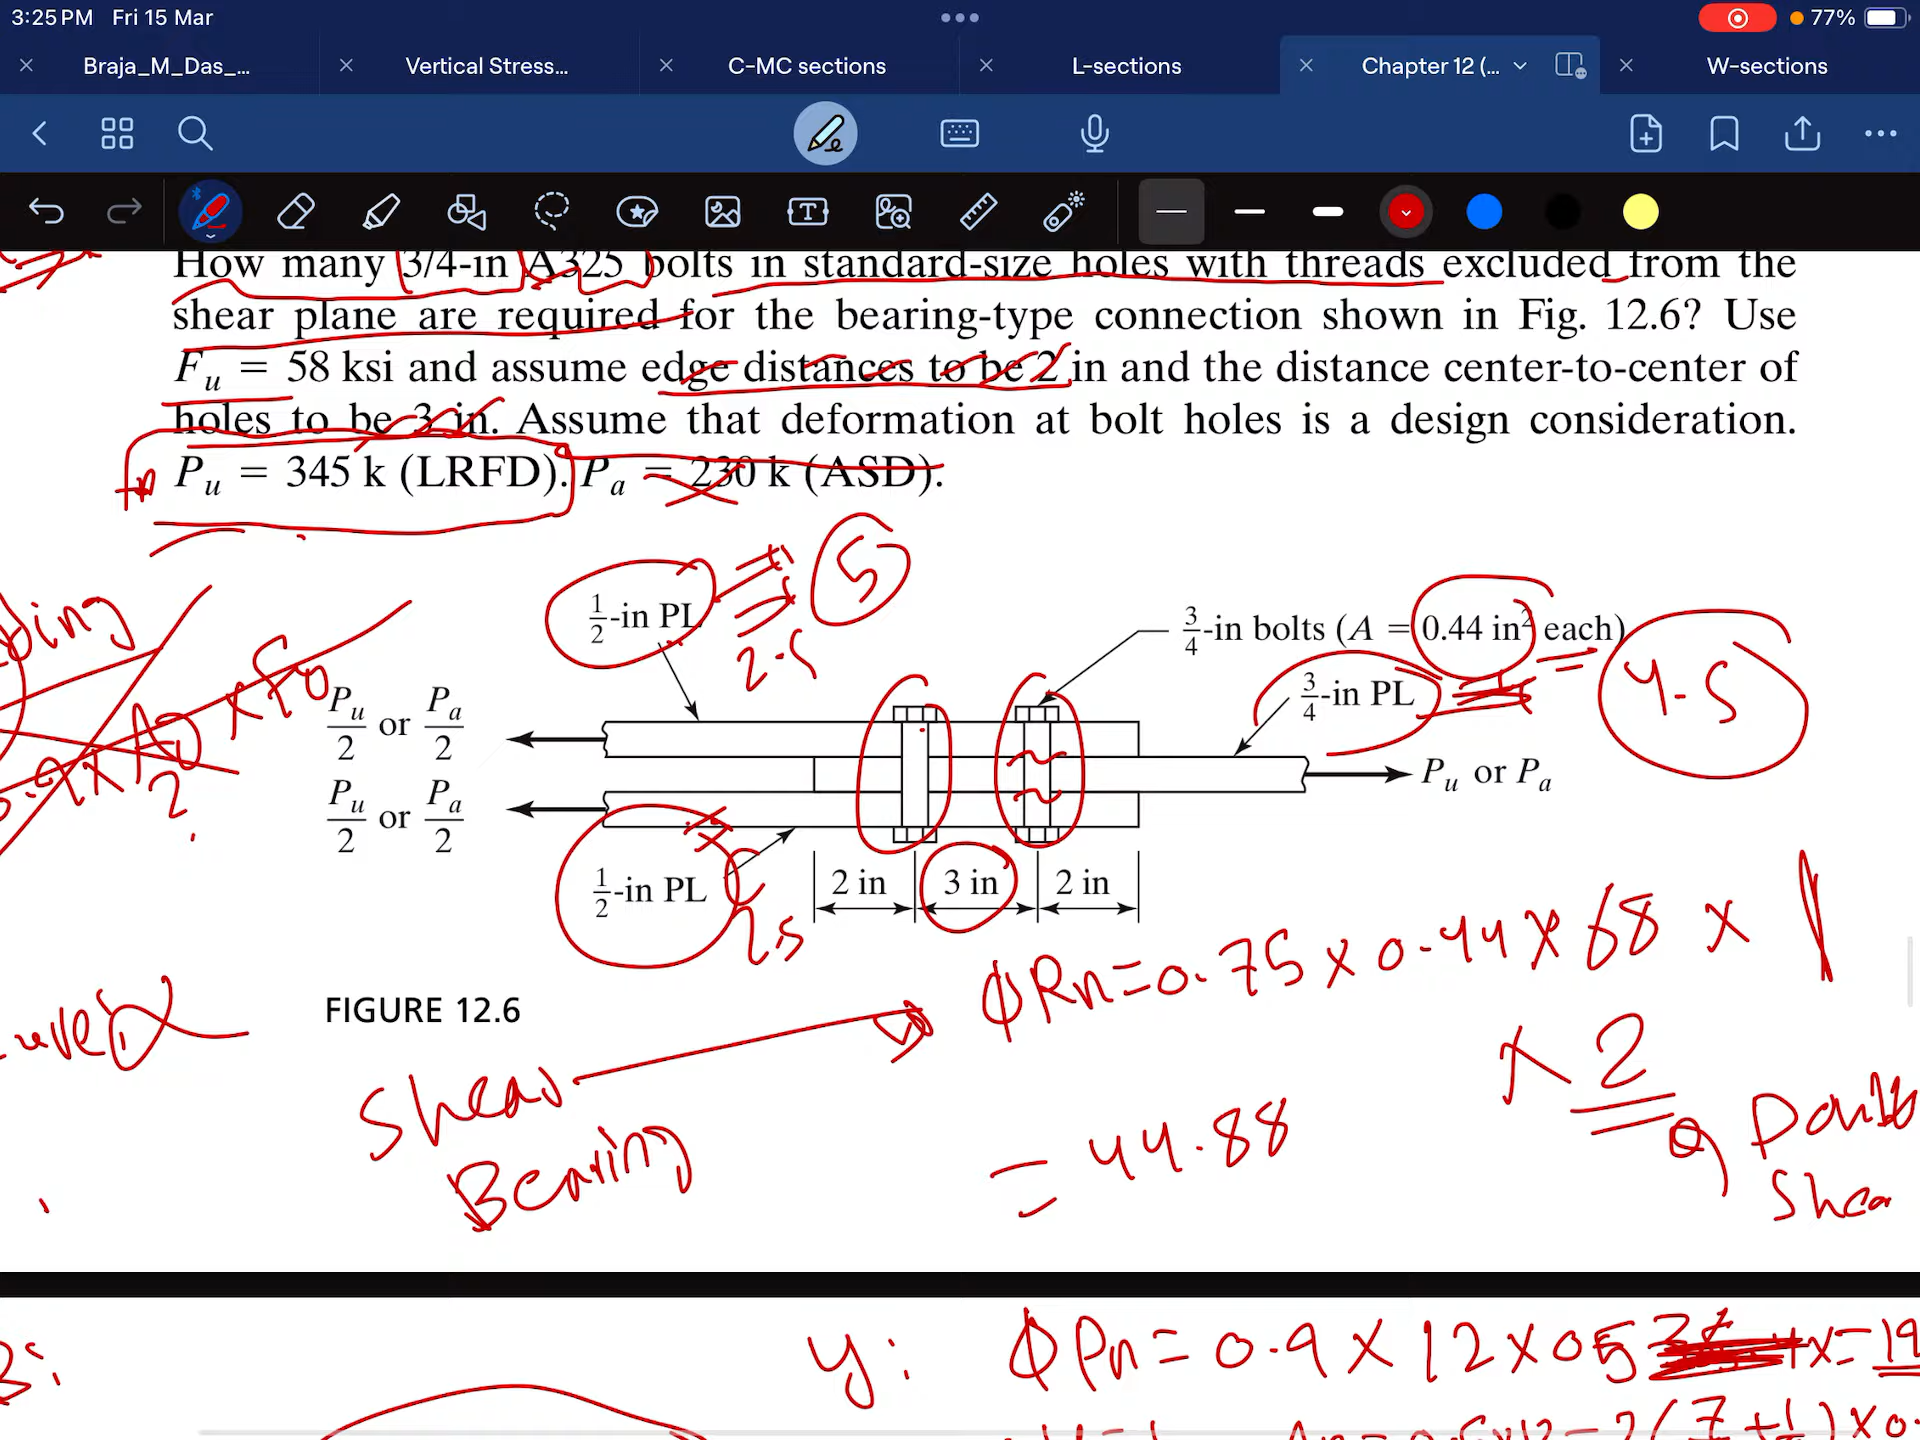 3:25 PM Fri 15 Mar
77%
Braja_M_Das_...
Vertical Stress...
C-MC sections
L-sections
Chapter 12 (...
W-sections
How many 3/4-in A325 bolts in standard-size holes with threads excluded from the
shear plane are required for the bearing-type connection shown in Fig. 12.6? Use
Fu = 58 ksi and assume edge distances to be 2 in and the distance center-to-center of
holes to be 3 in. Assume that deformation at bolt holes is a design consideration.
Pu = 345 k (LRFD). Pa = 230 k (ASD).
5
1/2-in PL
2.5
3/4-in bolts (A = 0.44 in² each)
3/4-in PL
4.5
Pu/2 or Pa/2
Pu/2 or Pa/2
Pu or Pa
1/2-in PL
2.5
2 in
3 in
2 in
FIGURE 12.6
ϕRn = 0.75 x 0.44 x 68 x 1
x 2
Shear
Bearing
= 44.88
Shea
y: ϕPn = 0.9 x 12 x 0.5